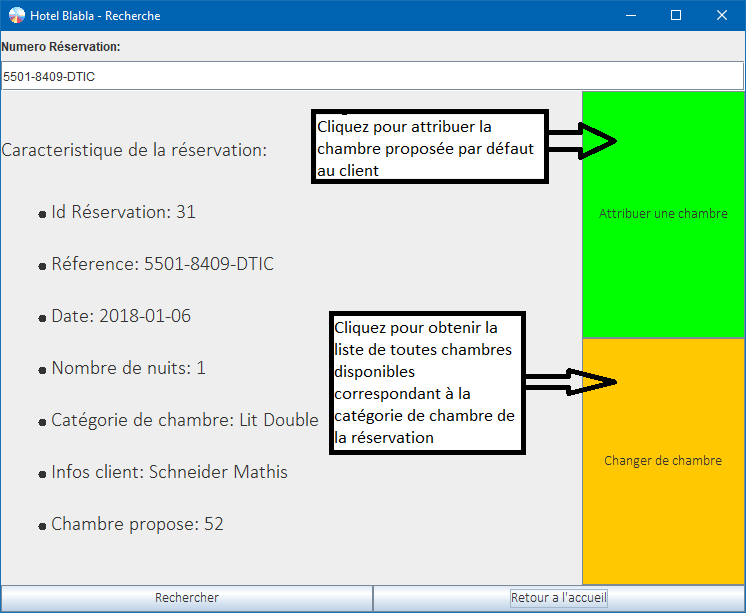 Hotel Blabla - Recherche
Numero Réservation:
5501-8409-DTIC
Cliquez pour attribuer la
chambre proposée par défaut
au client
Caracteristique de la réservation:
Attribuer une chambre
Id Réservation: 31
Réference: 5501-8409-DTIC
Date: 2018-01-06
Nombre de nuits: 1
Catégorie de chambre: Lit Double
Infos client: Schneider Mathis
Chambre propose: 52
Cliquez pour obtenir la
liste de toutes chambres
disponibles
correspondant à la
catégorie de chambre de
la réservation
Changer de chambre
Rechercher
Retour a l'accueil